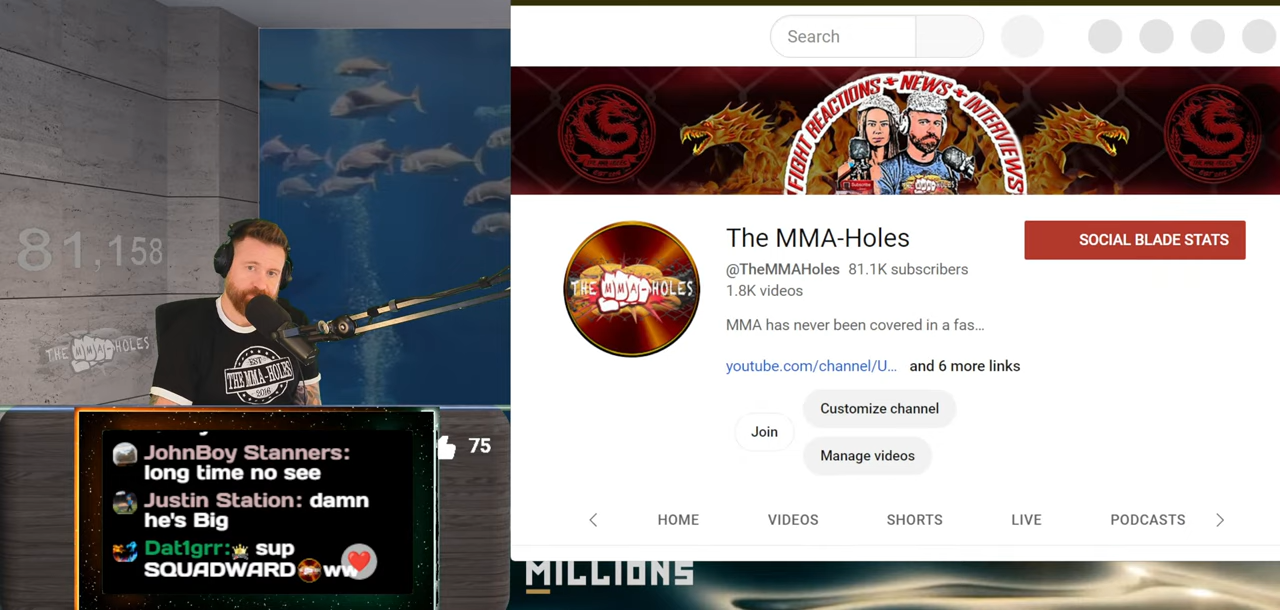 81,158
THE MMA HOLES
EST
THE MMA-HOLES
2016
JohnBoy Stanners:
long time no see
Justin Station: damn
he's Big
Dat1grr: sup
SQUADWARD ww
75
Search
FIGHT REACTIONS * NEWS * INTERVIEWS
THE MMA-HOLES
The MMA-Holes
@TheMMAHoles 81.1K subscribers
1.8K videos
MMA has never been covered in a fas…
youtube.com/channel/U… and 6 more links
SOCIAL BLADE STATS
Join
Customize channel
Manage videos
HOME
VIDEOS
SHORTS
LIVE
PODCASTS
MILLIONS